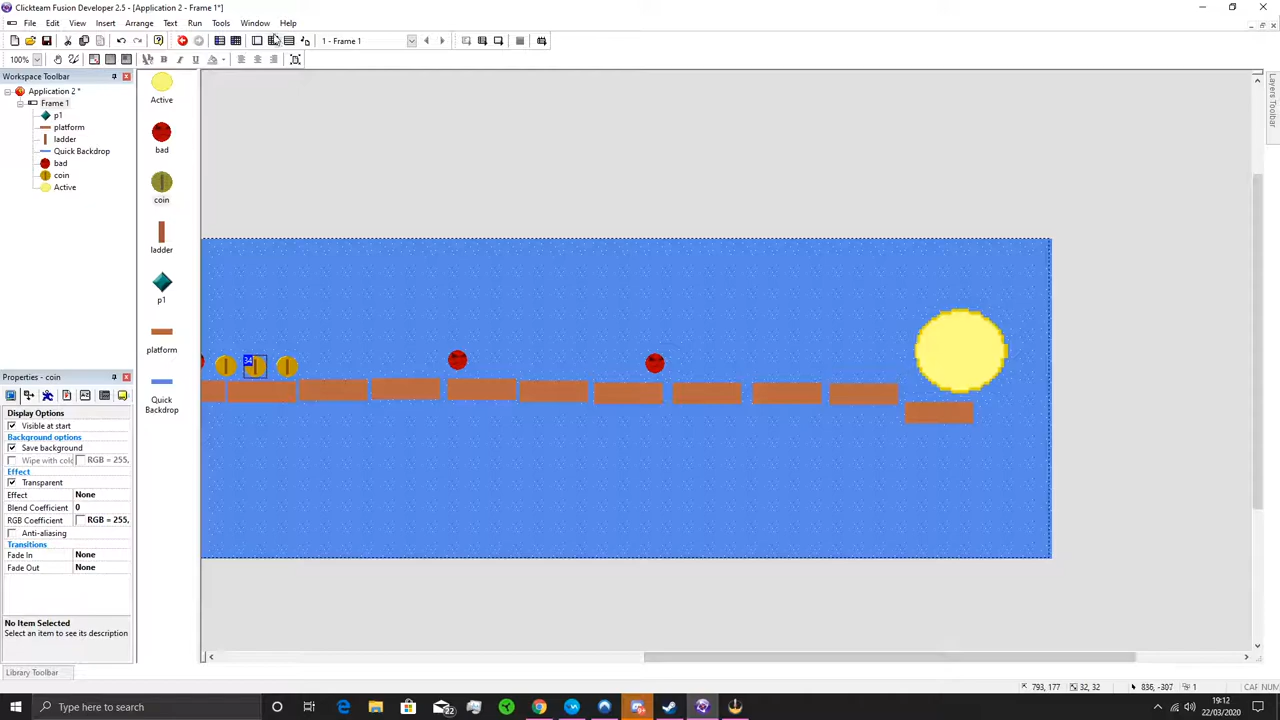 Clickteam Fusion Developer 2.5 - [Application 2 - Frame 1*]
File Edit View Insert Arrange Text Run Tools Window Help
1 - Frame 1
100%
Workspace Toolbar
Application 2 *
Frame 1
p1
platform
ladder
Quick Backdrop
bad
coin
Active
Active
bad
coin
ladder
p1
platform
Quick
Backdrop
34
Layers Toolbar
Properties - coin
Display Options
Visible at start
Background options
Save background
Wipe with colo RGB = 255,
Effect
Transparent
Effect None
Blend Coefficient 0
RGB Coefficient RGB = 255,
Anti-aliasing
Transitions
Fade In None
Fade Out None
No Item Selected
Select an item to see its description
Library Toolbar
793, 177 32, 32 836, -307 1 CAF NUM
Type here to search
22
19:12
22/03/2020